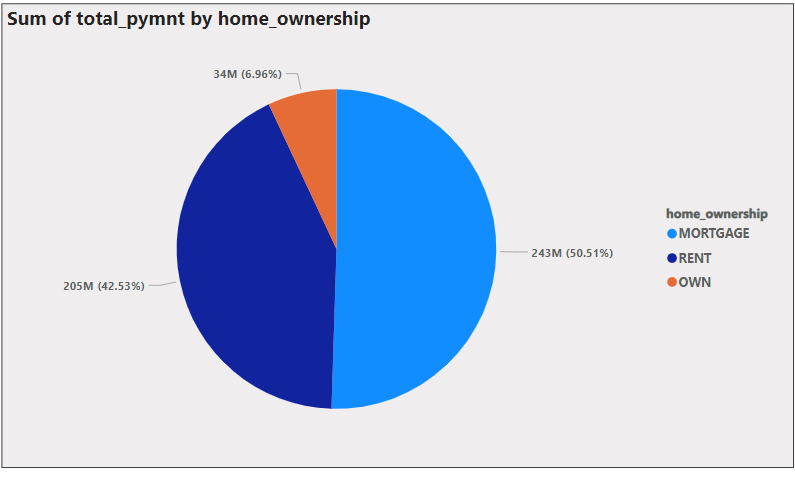 Sum of total_pymnt by home_ownership
34M (6.96%)
243M (50.51%)
205M (42.53%)
home_ownership
MORTGAGE
RENT
OWN